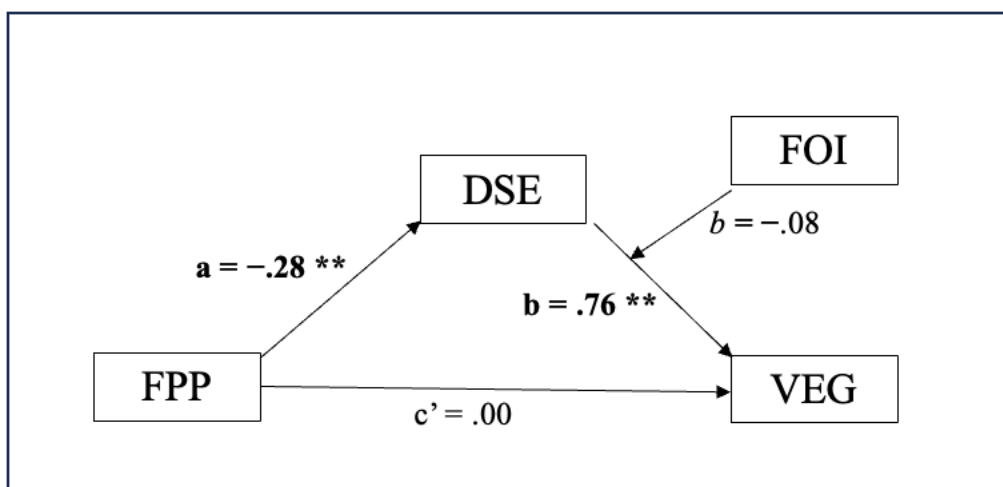 FOI
DSE
b = −.08
a = −.28 **
b = .76 **
FPP
VEG
c’ = .00